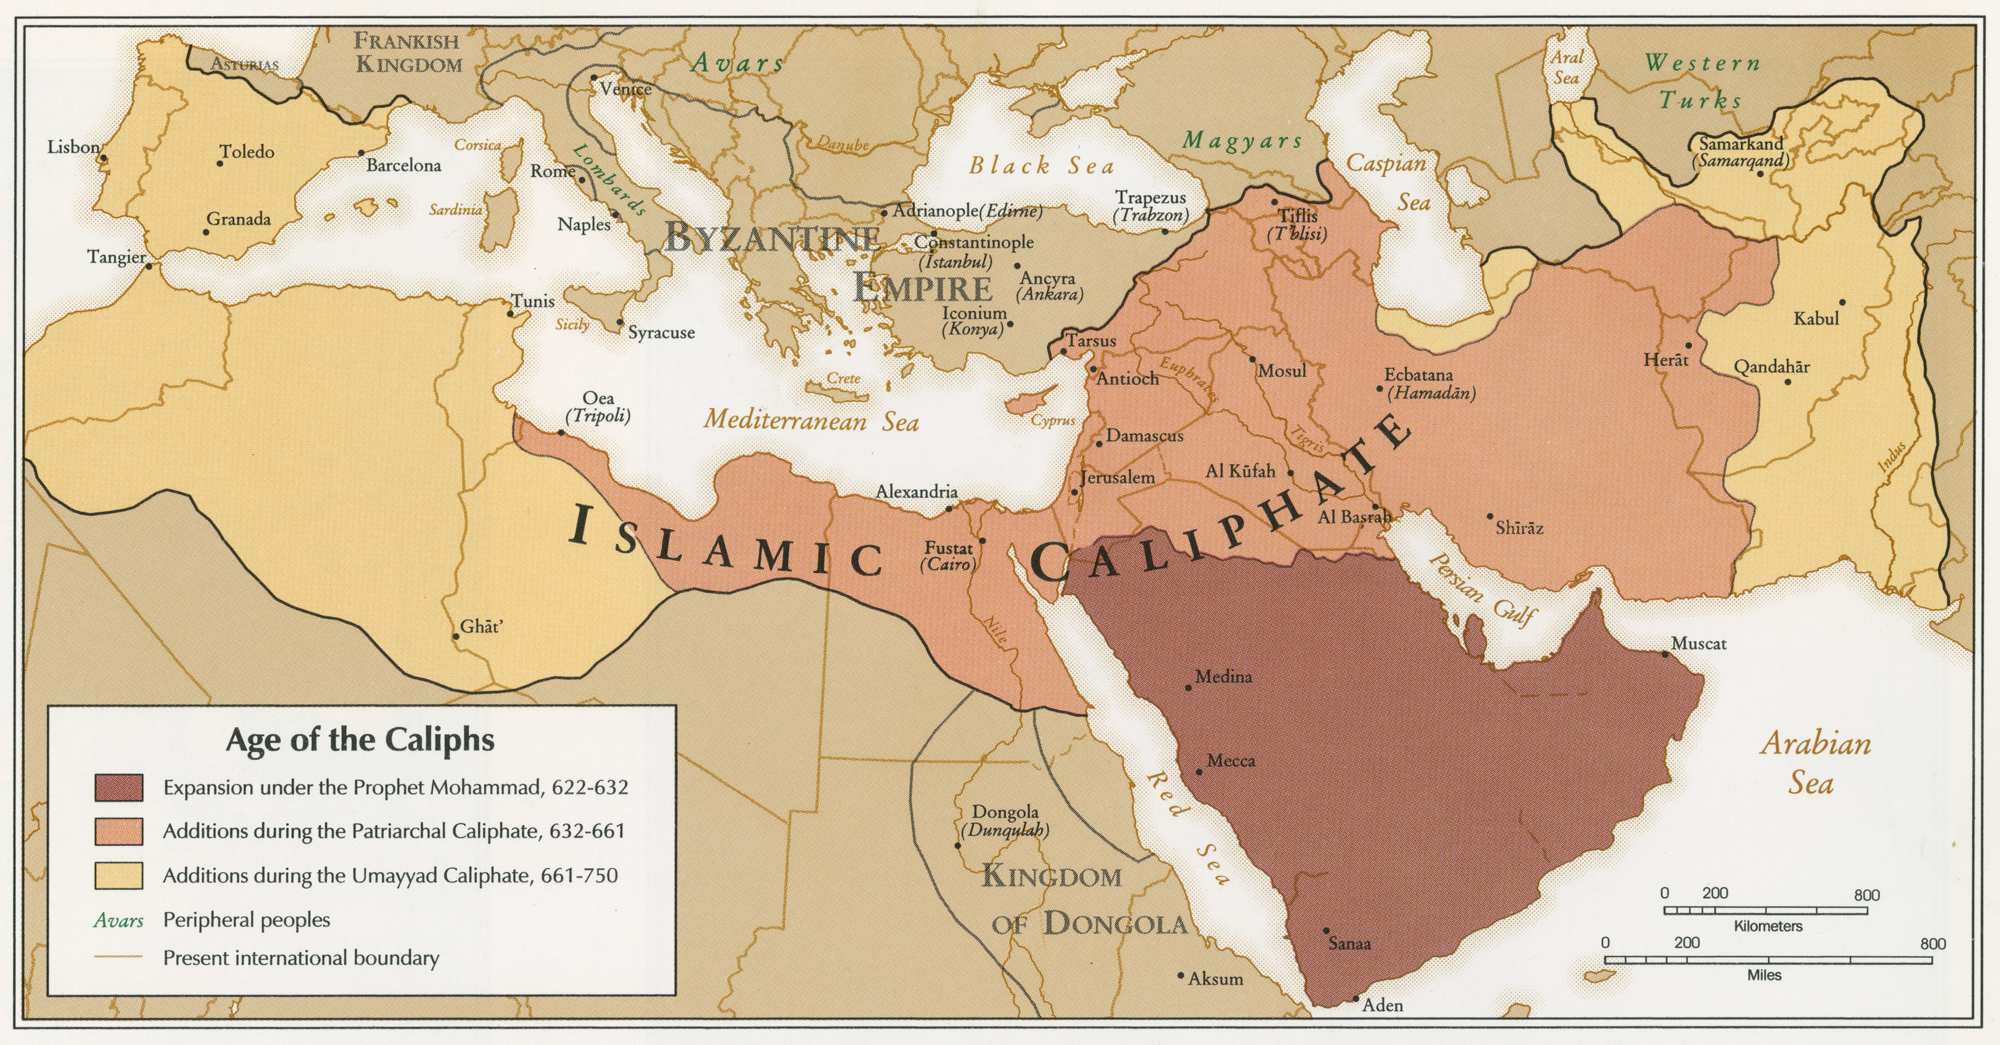 ASTURIAS
FRANKISH
KINGDOM
Avars
Aral
Sea
Western
Turks
Venice
Lisbon
Toledo
Barcelona
Corsica
Rome
Lombards
Danube
Black Sea
Magyars
Caspian
Sea
Samarkand
(Samarqand)
Granada
Sardinia
Naples
BYZANTINE
EMPIRE
Adrianople (Edirne)
Constantinople
(İstanbul)
Trapezus
(Trabzon)
Tiflis
(T'blisi)
Tangier
Ancyra
(Ankara)
Iconium
(Konya)
Tunis
Sicily
Syracuse
Tarsus
Antioch
Euphrates
Mosul
Ecbatana
(Hamadān)
Herāt
Kabul
Qandahār
Crete
Cyprus
Oea
(Tripoli)
Mediterranean Sea
Damascus
Tigris
Jerusalem
Al Kūfah
Alexandria
Al Baṣrah
Shīrāz
Indus
ISLAMIC CALIPHATE
Fustat
(Cairo)
Nile
Persian Gulf
Ghāt'
Muscat
Medina
Mecca
Red Sea
Arabian
Sea
Dongola
(Dunqulah)
KINGDOM
OF DONGOLA
Sanaa
Aksum
Aden
Age of the Caliphs
Expansion under the Prophet Mohammad, 622-632
Additions during the Patriarchal Caliphate, 632-661
Additions during the Umayyad Caliphate, 661-750
Avars Peripheral peoples
Present international boundary
0 200 800
Kilometers
0 200 800
Miles